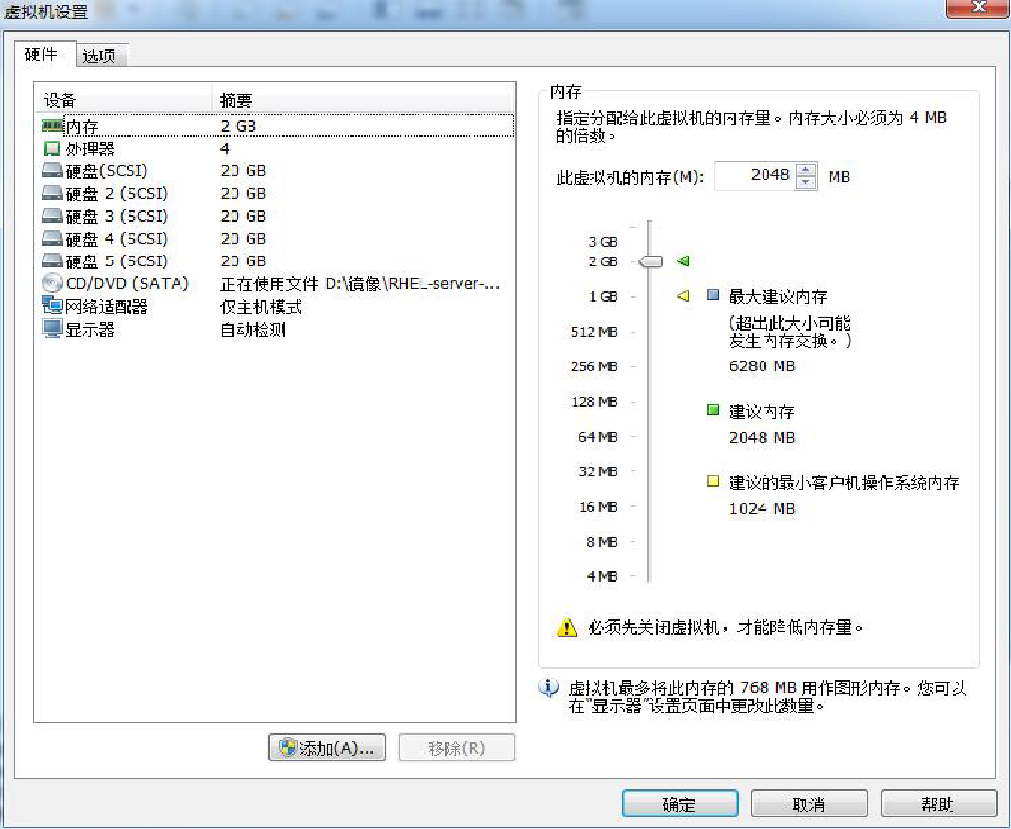 虚拟机设置
硬件 选项
设备 摘要
内存 2 GB
处理器 4
硬盘(SCSI) 20 GB
硬盘 2 (SCSI) 20 GB
硬盘 3 (SCSI) 20 GB
硬盘 4 (SCSI) 20 GB
硬盘 5 (SCSI) 20 GB
CD/DVD (SATA) 正在使用文件 D:\镜像\RHEL-server-...
网络适配器 仅主机模式
显示器 自动检测
添加(A)... 移除(R)
内存
指定分配给此虚拟机的内存量。内存大小必须为 4 MB
的倍数。
此虚拟机的内存(M): 2048 MB
3 GB
2 GB
1 GB
512 MB
256 MB
128 MB
64 MB
32 MB
16 MB
8 MB
4 MB
最大建议内存
(超出此大小可能
发生内存交换。)
6280 MB
建议内存
2048 MB
建议的最小客户机操作系统内存
1024 MB
必须先关闭虚拟机，才能降低内存量。
虚拟机最多将此内存的 768 MB 用作图形内存。您可以
在"显示器"设置页面中更改此数量。
确定 取消 帮助